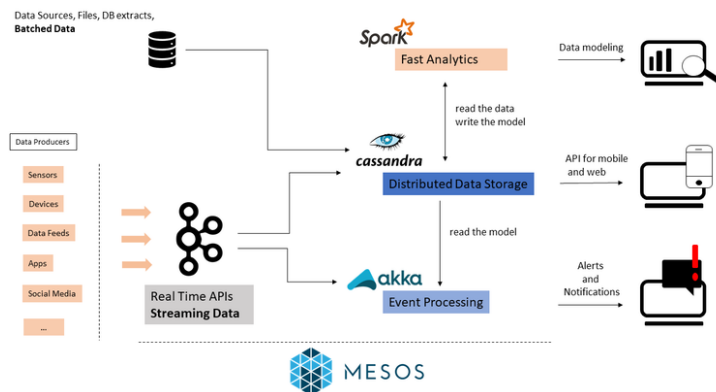 Data Sources, Files, DB extracts,
Batched Data
Spark
Fast Analytics
Data modeling
read the data
write the model
Data Producers
Sensors
Devices
Data Feeds
Apps
Social Media
...
cassandra
Distributed Data Storage
API for mobile
and web
read the model
Real Time APIs
Streaming Data
akka
Event Processing
Alerts
and
Notifications
!
MESOS